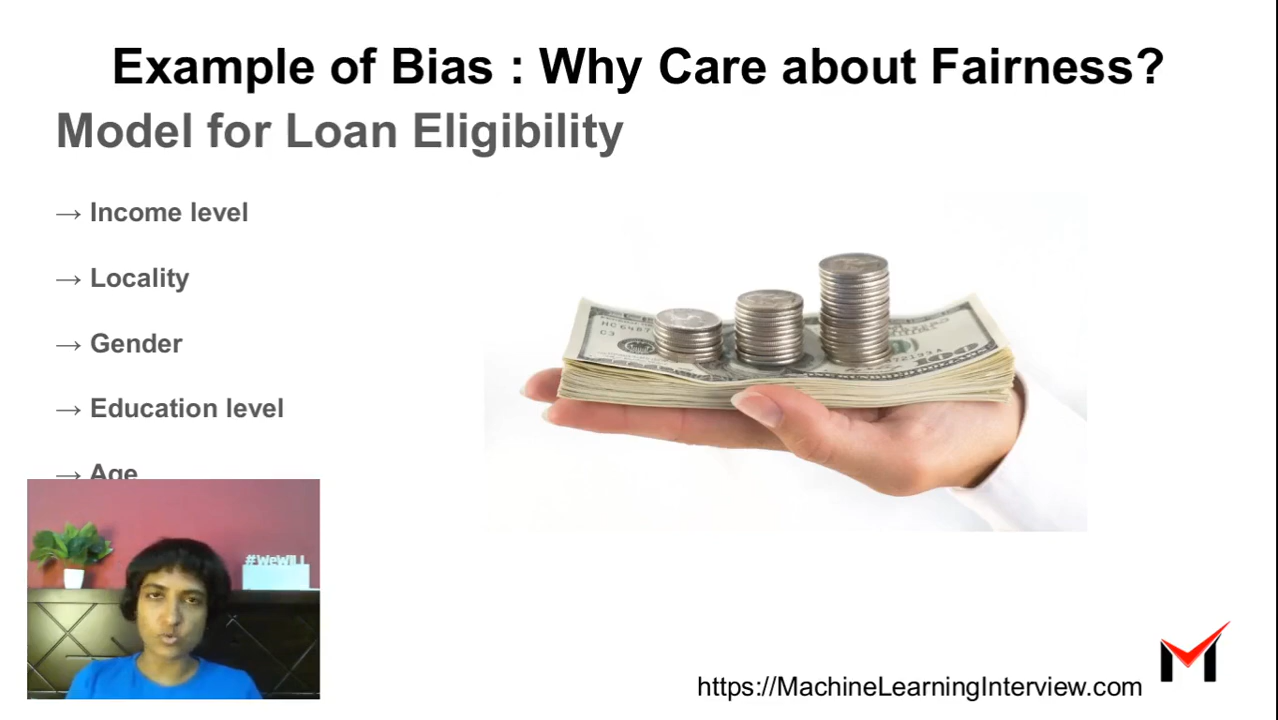 Example of Bias : Why Care about Fairness?
Model for Loan Eligibility
→ Income level
→ Locality
→ Gender
→ Education level
→ Age
#WeWiLL
https://MachineLearningInterview.com